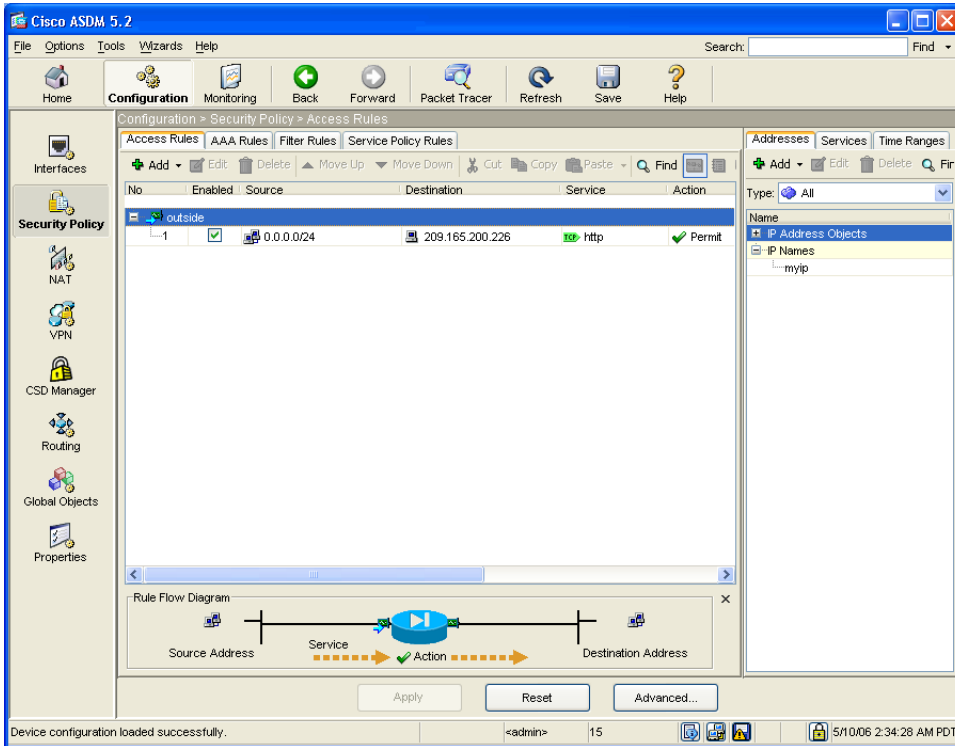 Cisco ASDM 5.2
File Options Tools Wizards Help Search: Find
Home Configuration Monitoring Back Forward Packet Tracer Refresh Save Help
Configuration > Security Policy > Access Rules
Interfaces
Security Policy
NAT
VPN
CSD Manager
Routing
Global Objects
Properties
Access Rules AAA Rules Filter Rules Service Policy Rules
Add Edit Delete Move Up Move Down Cut Copy Paste Find
No Enabled Source Destination Service Action
outside
1 0.0.0.0/24 209.165.200.226 TCP http Permit
Rule Flow Diagram
Source Address Service Action Destination Address
Apply Reset Advanced...
Addresses Services Time Ranges
Add Edit Delete Fir
Type: All
Name
IP Address Objects
IP Names
myip
Device configuration loaded successfully. <admin> 15 5/10/06 2:34:28 AM PDT